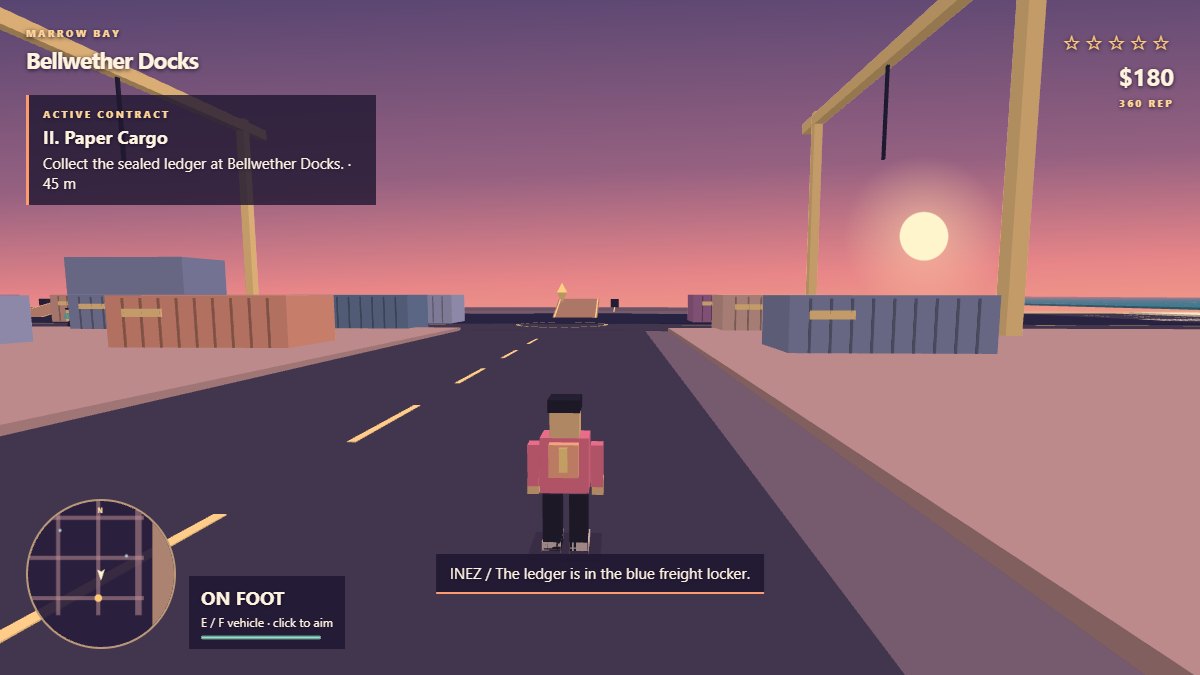 MARROW BAY
Bellwether Docks
ACTIVE CONTRACT
II. Paper Cargo
Collect the sealed ledger at Bellwether Docks. ·
45 m
☆☆☆☆☆
$180
360 REP
N
ON FOOT
E / F vehicle · click to aim
INEZ / The ledger is in the blue freight locker.